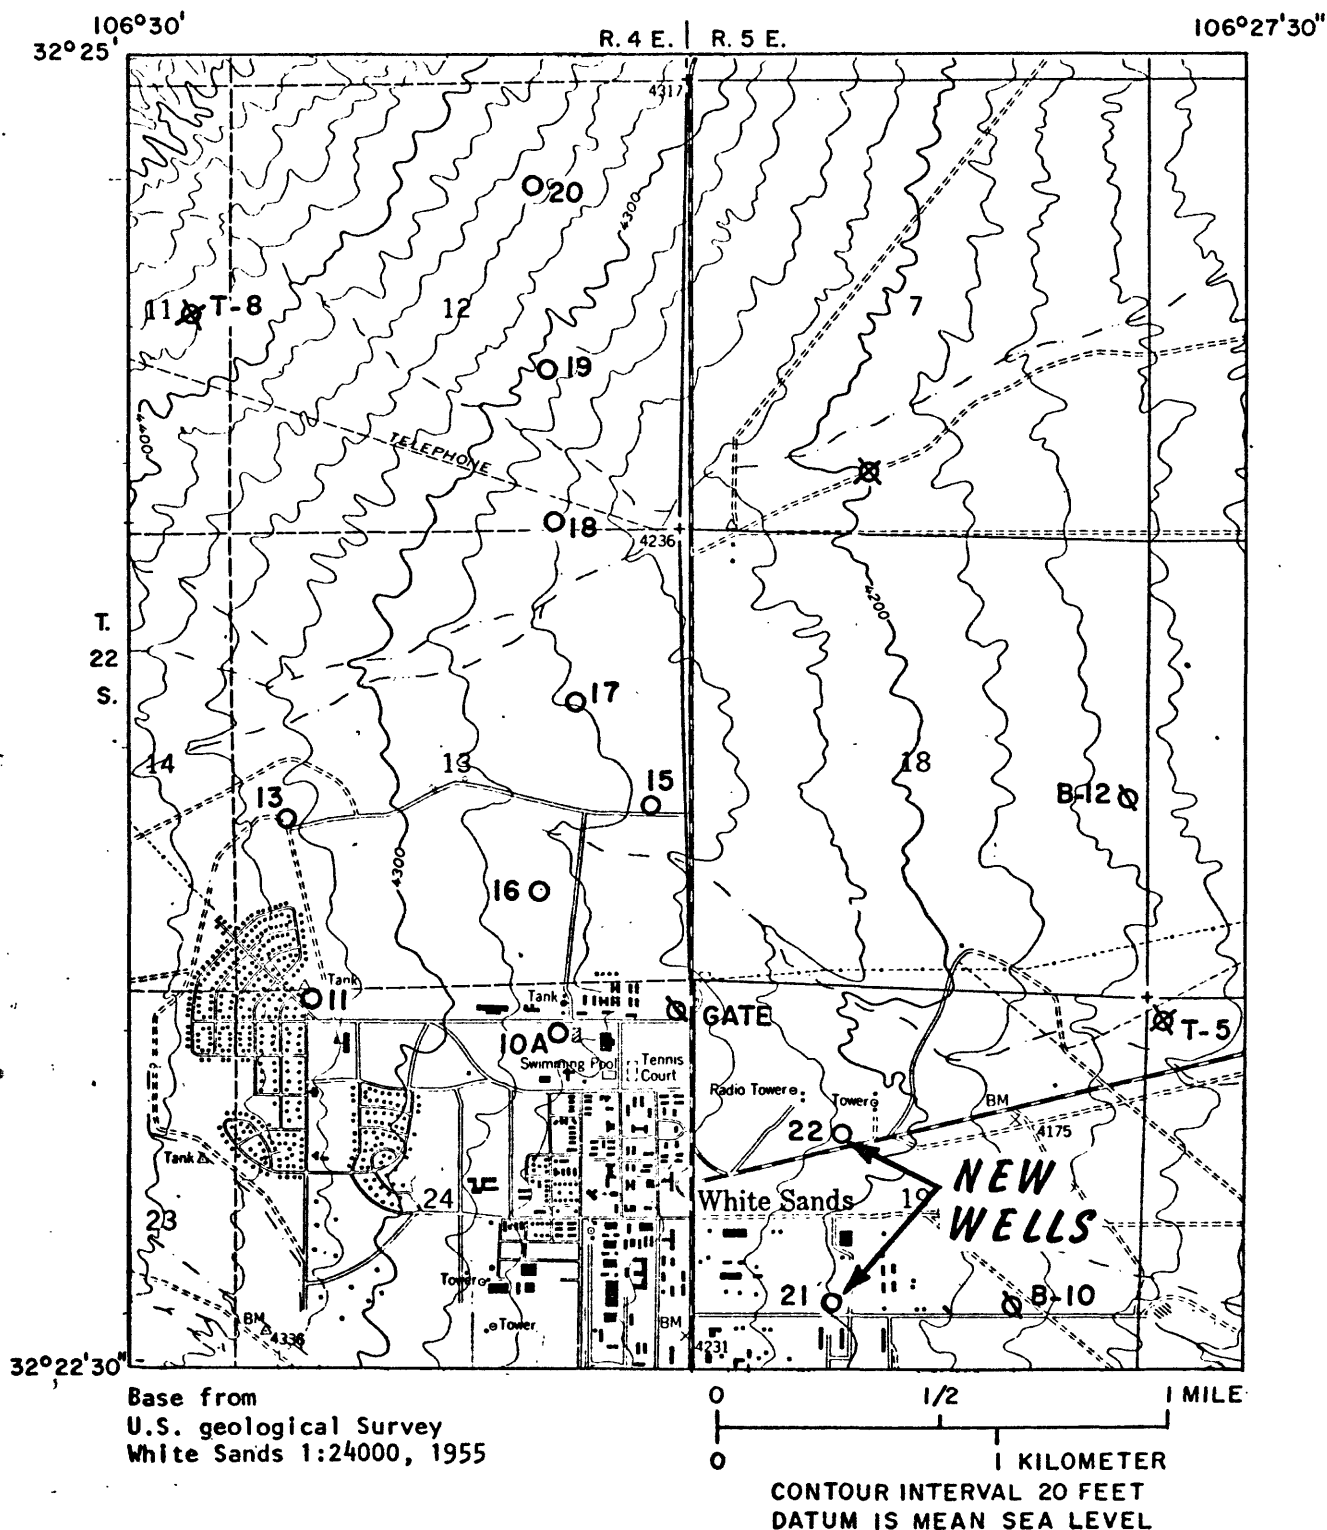 106°30'
106°27'30"
32°25'
R. 4 E. R. 5 E.
4317
20
4300
11 T-8
12
7
19
4400
TELEPHONE
18
4236
4200
T.
22
S.
17
14
13
18
15
13
B-12
4300
16
Tank
11
Tank
GATE
T-5
10A
Swimming Pool
Tennis
Court
Radio Tower
Tower
BM
4175
22
Tank
NEW
WELLS
White Sands 19
24
23
Tower
21
B-10
BM
4336
Tower
BM
4231
32°22'30"
Base from
U.S. geological Survey
White Sands 1:24000, 1955
0 1/2 1 MILE
0 1 KILOMETER
CONTOUR INTERVAL 20 FEET
DATUM IS MEAN SEA LEVEL